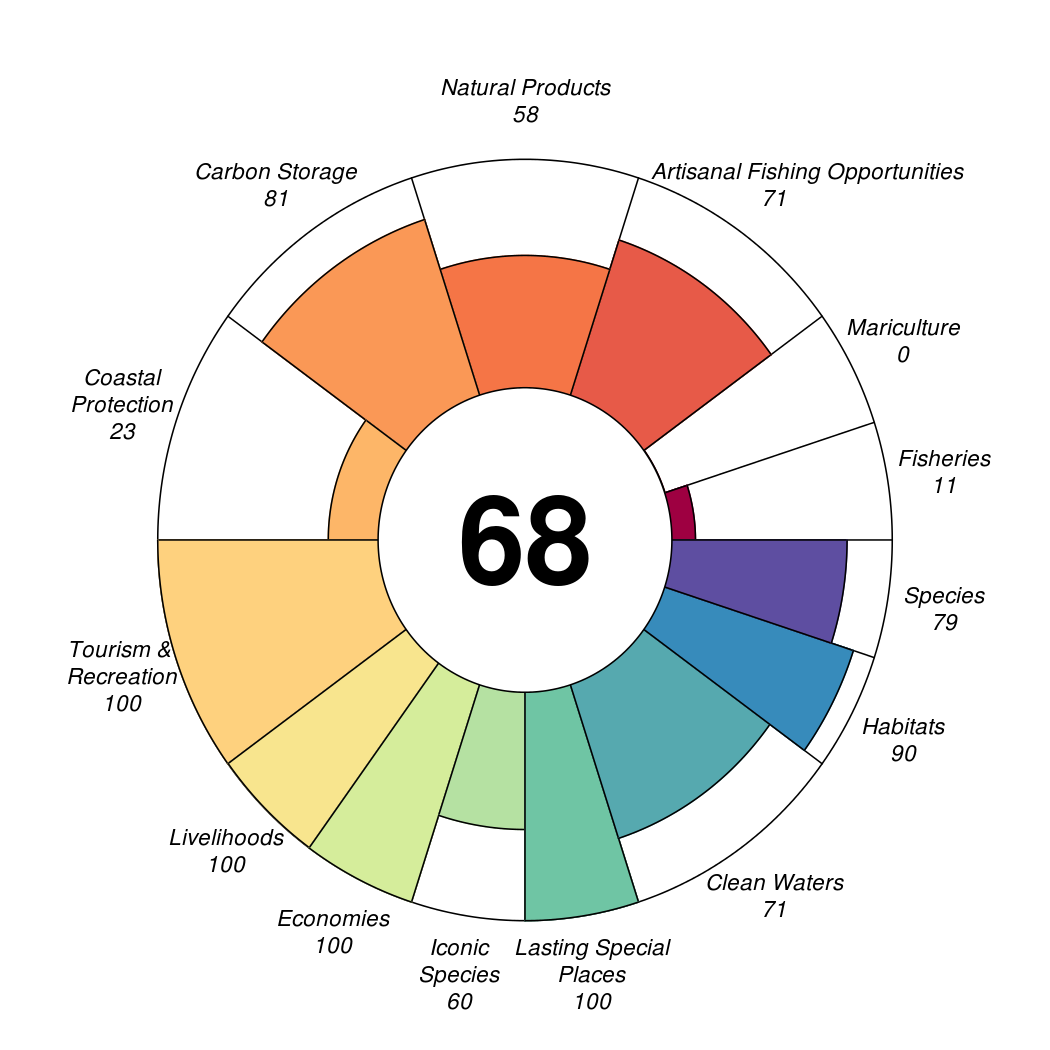 Natural Products
58
Carbon Storage
81
Artisanal Fishing Opportunities
71
Mariculture
0
Coastal
Protection
23
Fisheries
11
68
Species
79
Tourism &
Recreation
100
Habitats
90
Livelihoods
100
Clean Waters
71
Economies
100
Iconic
Species
60
Lasting Special
Places
100